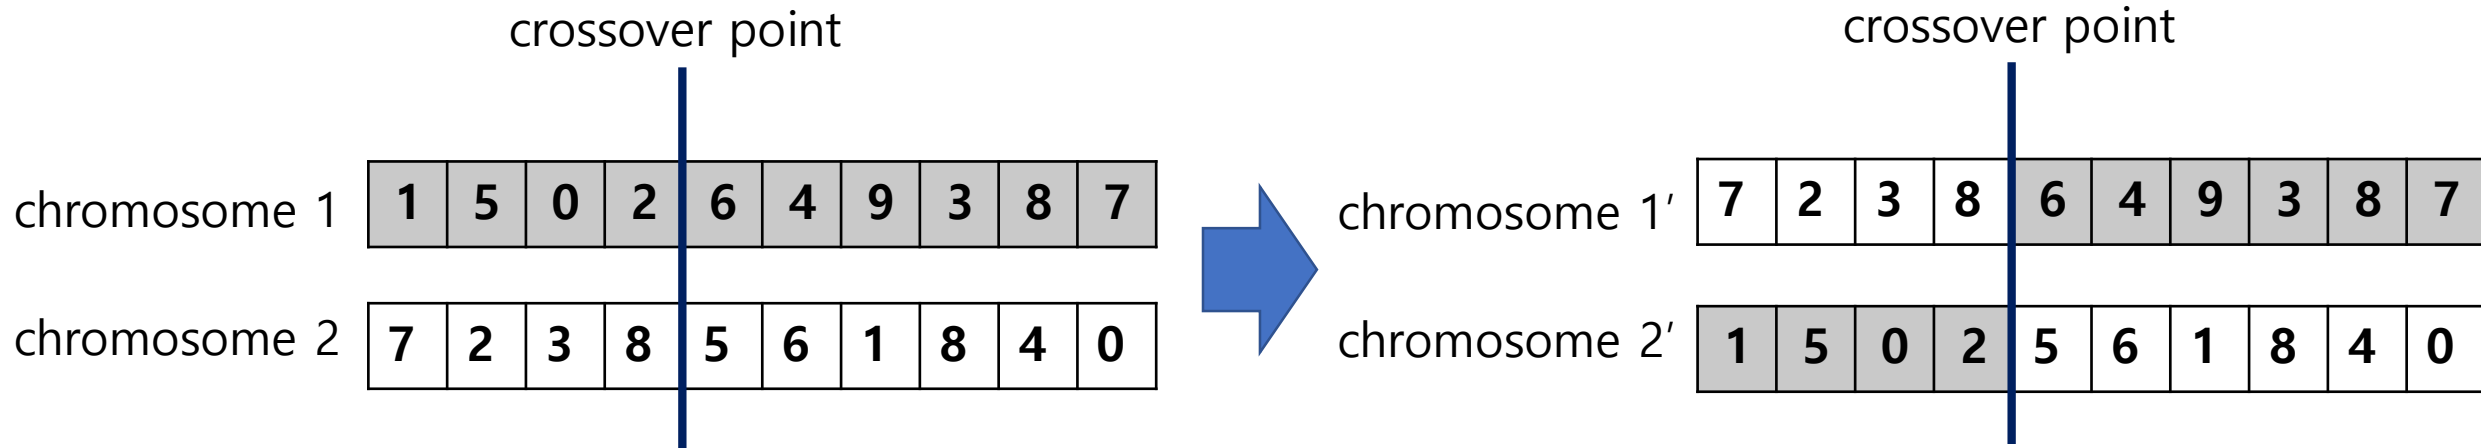 crossover point
chromosome 1 1 5 0 2 6 4 9 3 8 7
chromosome 2 7 2 3 8 5 6 1 8 4 0
crossover point
chromosome 1′ 7 2 3 8 6 4 9 3 8 7
chromosome 2′ 1 5 0 2 5 6 1 8 4 0